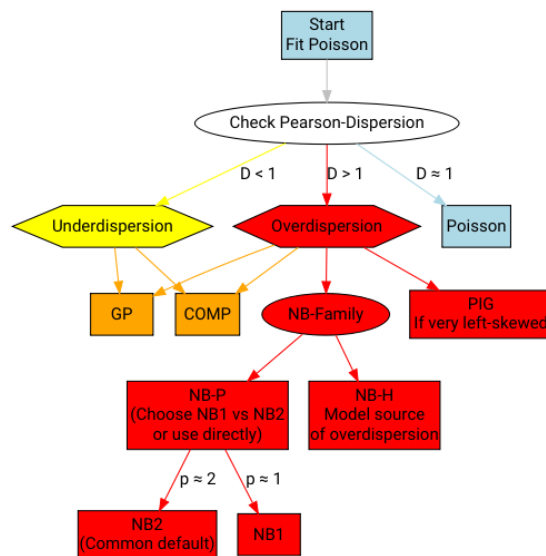 Start
Fit Poisson
Check Pearson-Dispersion
D < 1
D > 1
D ≈ 1
Underdispersion
Overdispersion
Poisson
GP
COMP
NB-Family
PIG
If very left-skewed
NB-P
(Choose NB1 vs NB2
or use directly)
NB-H
Model source
of overdispersion
p ≈ 2
p ≈ 1
NB2
(Common default)
NB1